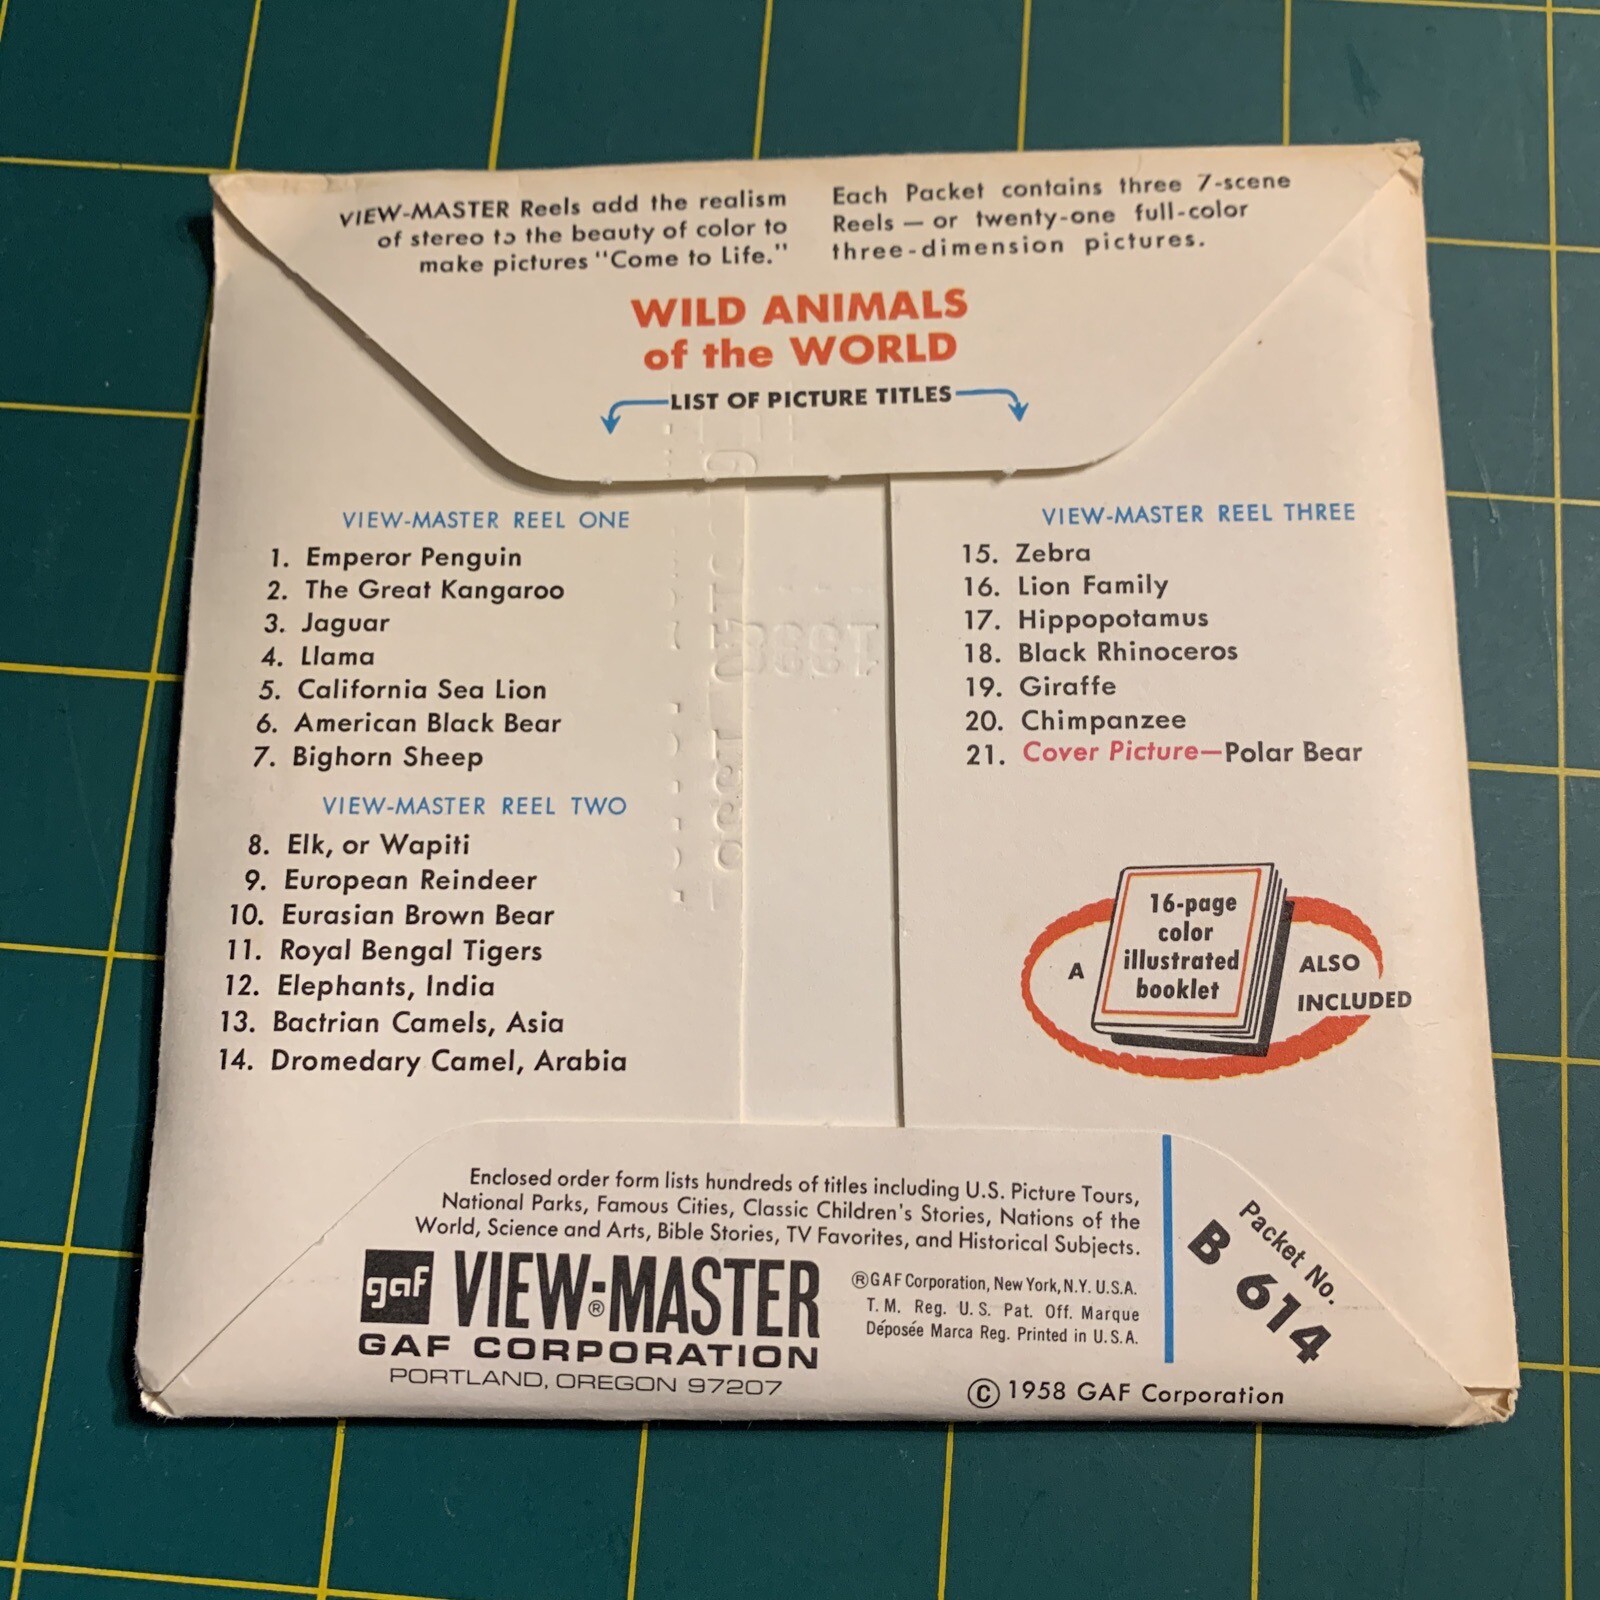 VIEW-MASTER Reels add the realism
of stereo to the beauty of color to
make pictures "Come to Life."
Each Packet contains three 7-scene
Reels — or twenty-one full-color
three-dimension pictures.
WILD ANIMALS
of the WORLD
LIST OF PICTURE TITLES
VIEW-MASTER REEL ONE
1. Emperor Penguin
2. The Great Kangaroo
3. Jaguar
4. Llama
5. California Sea Lion
6. American Black Bear
7. Bighorn Sheep
VIEW-MASTER REEL TWO
8. Elk, or Wapiti
9. European Reindeer
10. Eurasian Brown Bear
11. Royal Bengal Tigers
12. Elephants, India
13. Bactrian Camels, Asia
14. Dromedary Camel, Arabia
VIEW-MASTER REEL THREE
15. Zebra
16. Lion Family
17. Hippopotamus
18. Black Rhinoceros
19. Giraffe
20. Chimpanzee
21. Cover Picture—Polar Bear
A
16-page
color
illustrated
booklet
ALSO
INCLUDED
Enclosed order form lists hundreds of titles including U.S. Picture Tours,
National Parks, Famous Cities, Classic Children's Stories, Nations of the
World, Science and Arts, Bible Stories, TV Favorites, and Historical Subjects.
gaf VIEW-MASTER®
GAF CORPORATION
PORTLAND, OREGON 97207
® GAF Corporation, New York, N.Y. U.S.A.
T. M. Reg. U. S. Pat. Off. Marque
Déposée Marca Reg. Printed in U.S.A.
© 1958 GAF Corporation
Packet No.
B 614